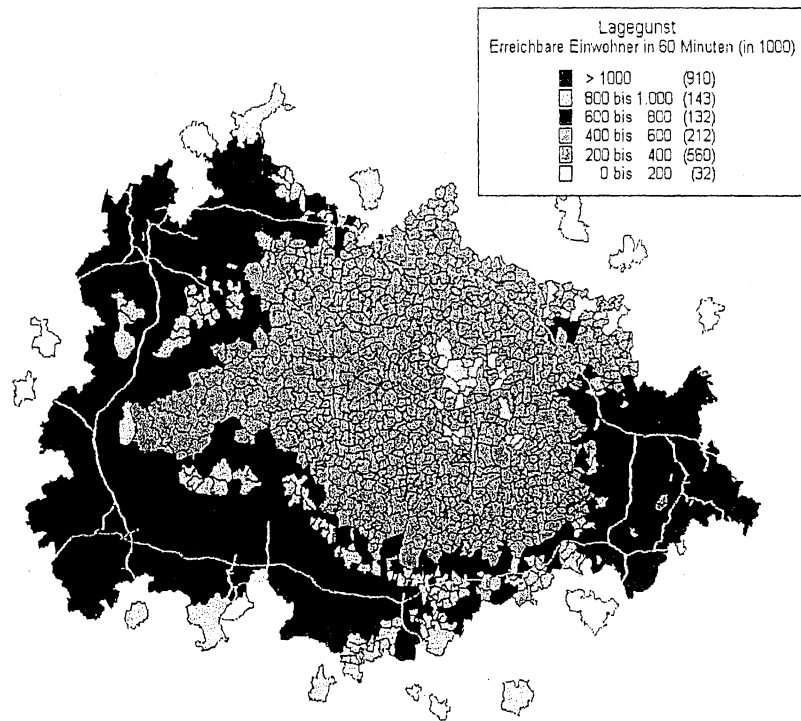 Lagegunst
Erreichbare Einwohner in 60 Minuten (in 1000)
> 1000 (910)
800 bis 1.000 (143)
600 bis 800 (132)
400 bis 600 (212)
200 bis 400 (560)
0 bis 200 (32)